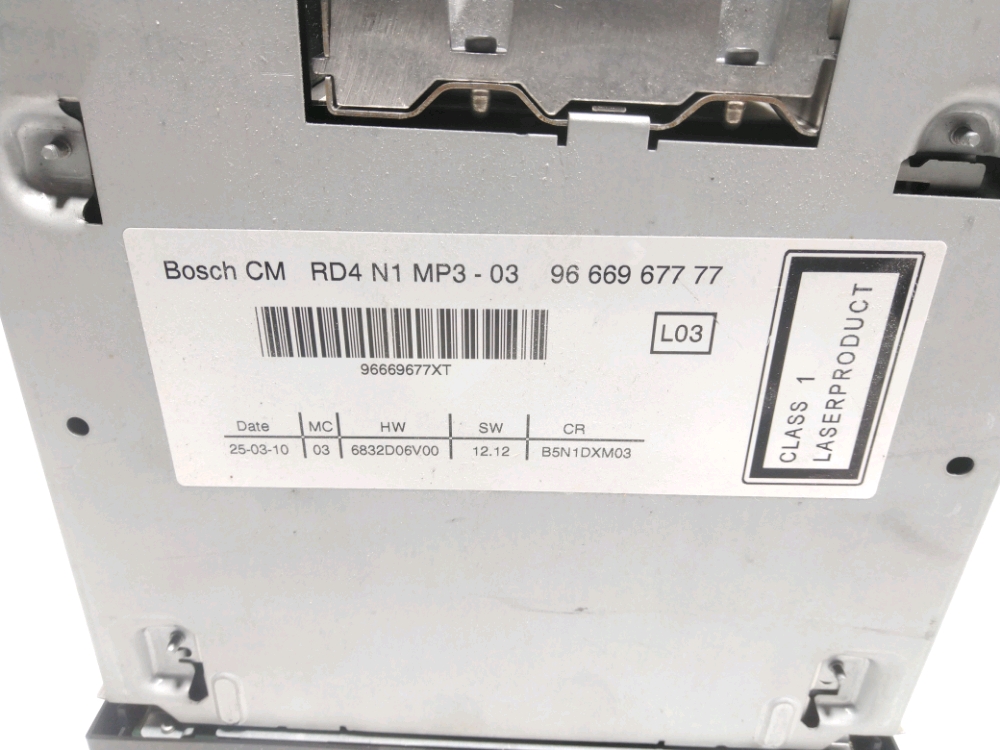 Bosch CM RD4 N1 MP3 - 03 96 669 677 77
L03
96669677XT
Date MC HW SW CR
25-03-10 03 6832D06V00 12.12 B5N1DXM03
CLASS 1
LASERPRODUCT